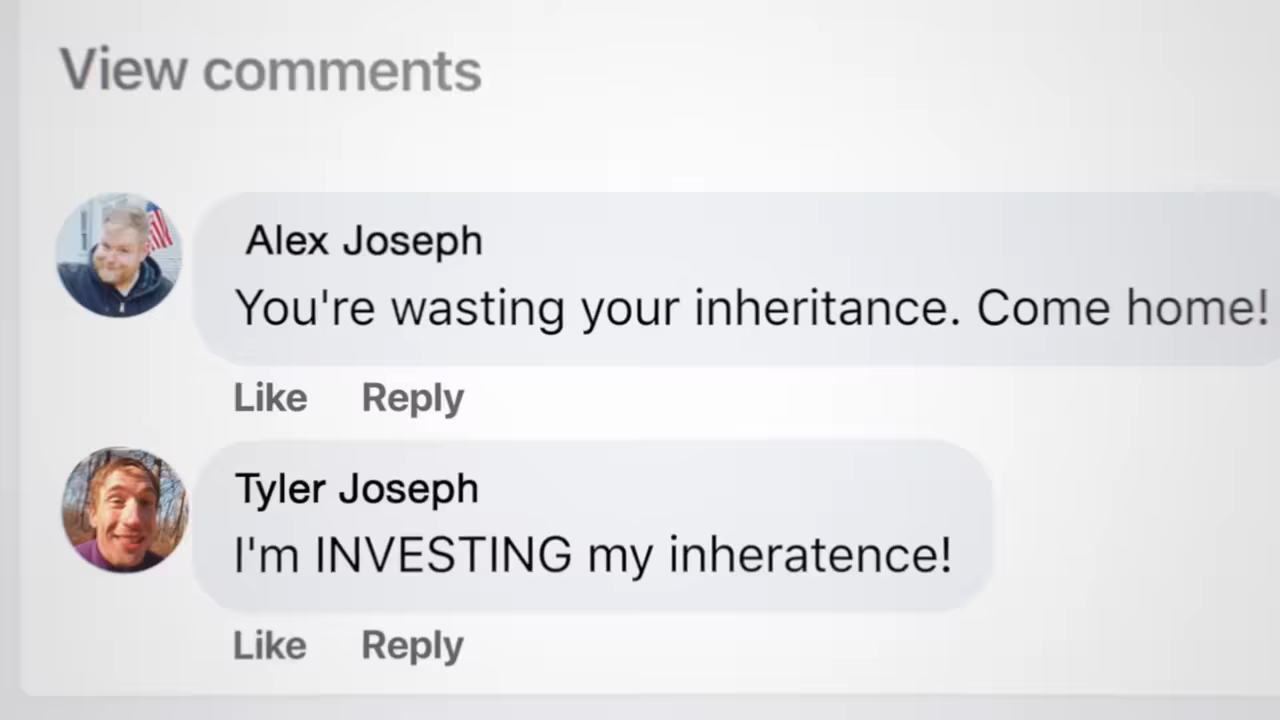 View comments
Alex Joseph
You're wasting your inheritance. Come home!
Like Reply
Tyler Joseph
I'm INVESTING my inheratence!
Like Reply